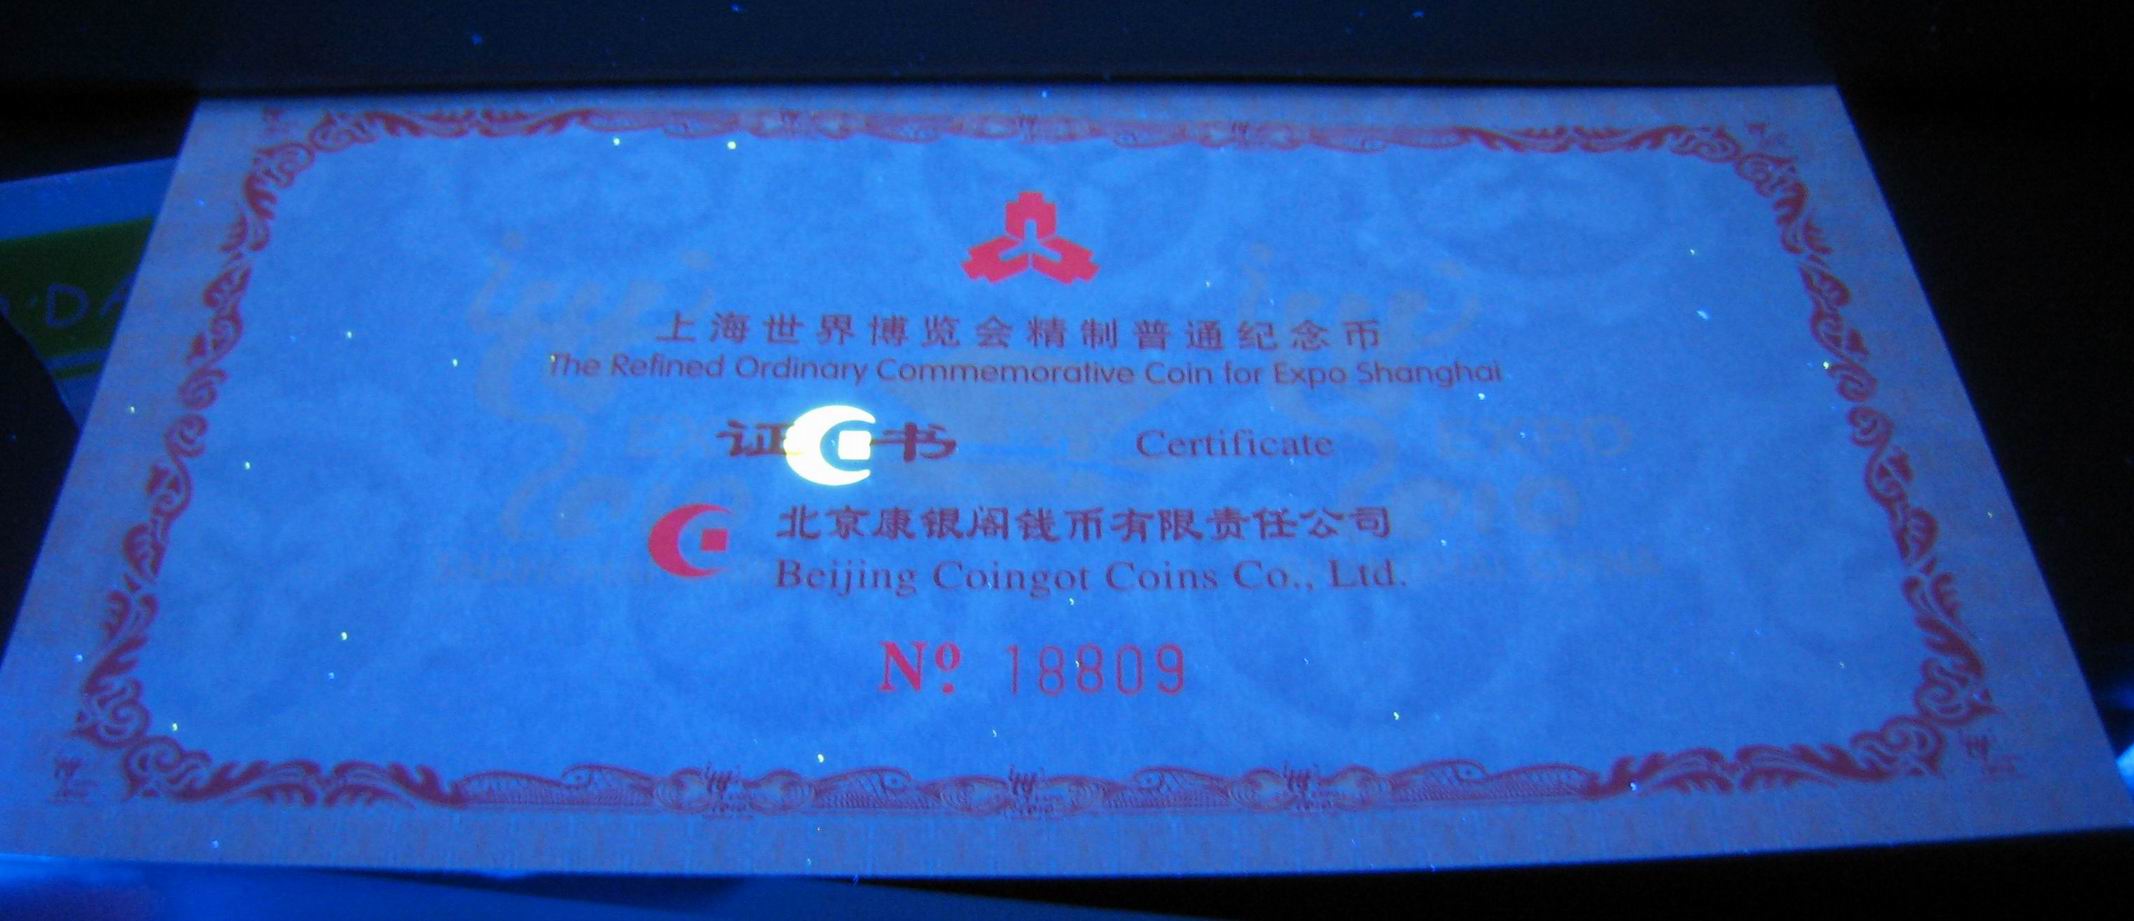 上海世界博览会精制普通纪念币
The Refined Ordinary Commemorative Coin for Expo Shanghai
证书 Certificate
北京康银阁钱币有限责任公司
Beijing Coingot Coins Co., Ltd.
Nº. 18809